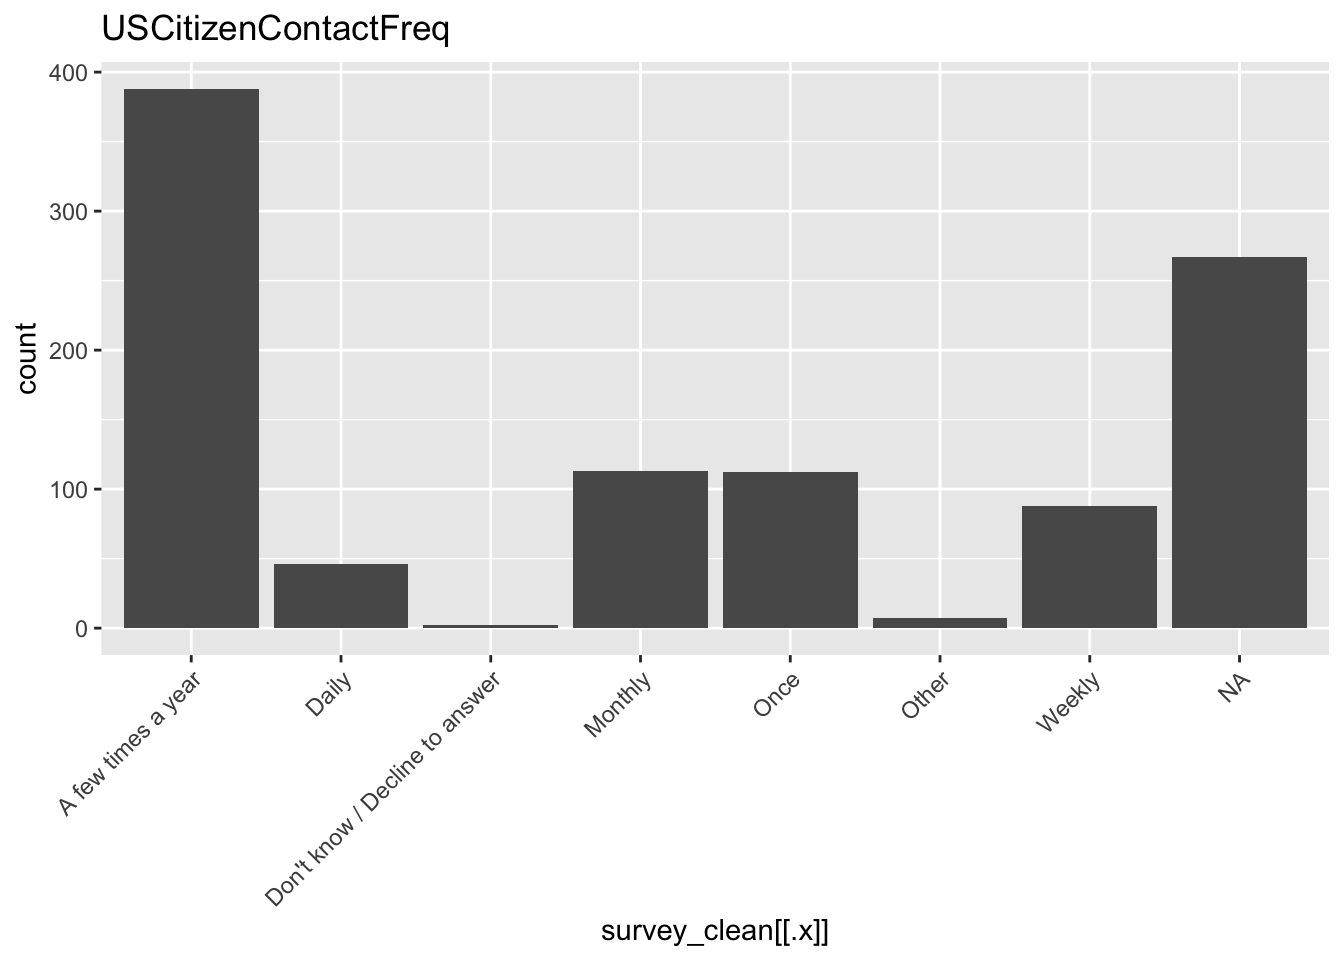 USCitizenContactFreq
400
300
200
100
0
count
A few times a year
Daily
Don't know / Decline to answer
Monthly
Once
Other
Weekly
NA
survey_clean[[.x]]